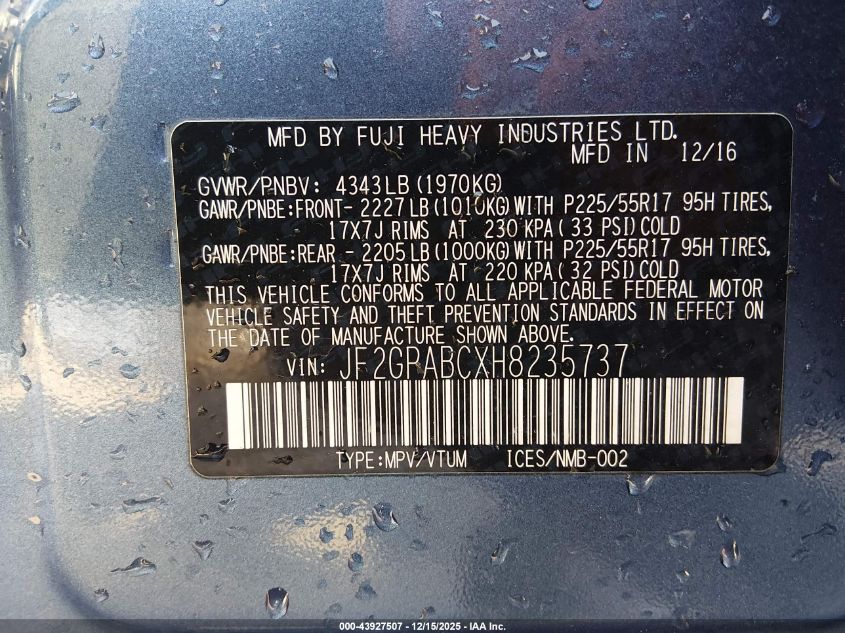 MFD BY FUJI HEAVY INDUSTRIES LTD.
MFD IN 12/16
GVWR/PNBV: 4343LB(1970KG)
GAWR/PNBE:FRONT- 2227LB(1010KG)WITH P225/55R17 95H TIRES,
17X7J RIMS AT 230KPA(33 PSI)COLD
GAWR/PNBE:REAR - 2205LB(1000KG)WITH P225/55R17 95H TIRES,
17X7J RIMS AT 220 KPA(32 PSI)COLD
THIS VEHICLE CONFORMS TO ALL APPLICABLE FEDERAL MOTOR
VEHICLE SAFETY AND THEFT PREVENTION STANDARDS IN EFFECT ON
THE DATE OF MANUFACTURE SHOWN ABOVE.
VIN: JF2GPABCXH8235737
TYPE:MPV/VTUM ICES/NMB-002
000-43927507 - 12/15/2025 - IAA Inc.